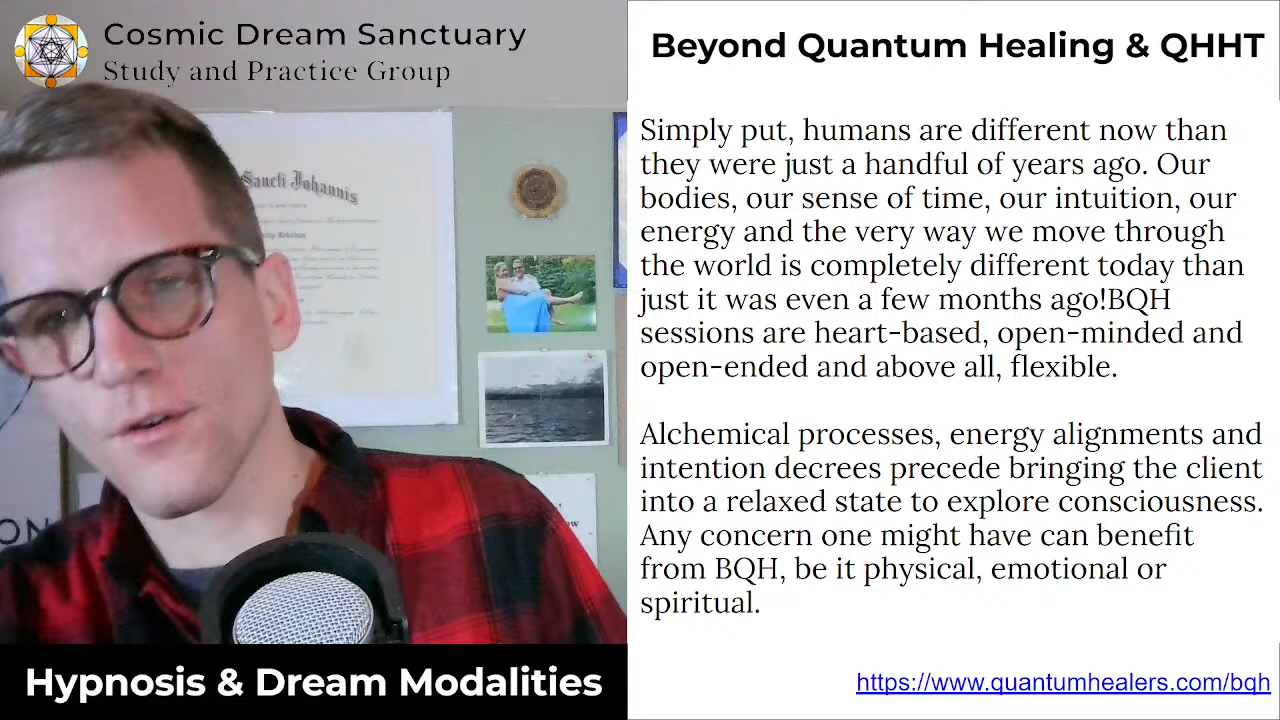 Cosmic Dream Sanctuary
Study and Practice Group
Sancti Johannis
ON
Hypnosis & Dream Modalities
Beyond Quantum Healing & QHHT
Simply put, humans are different now than
they were just a handful of years ago. Our
bodies, our sense of time, our intuition, our
energy and the very way we move through
the world is completely different today than
just it was even a few months ago!BQH
sessions are heart-based, open-minded and
open-ended and above all, flexible.
Alchemical processes, energy alignments and
intention decrees precede bringing the client
into a relaxed state to explore consciousness.
Any concern one might have can benefit
from BQH, be it physical, emotional or
spiritual.
https://www.quantumhealers.com/bqh